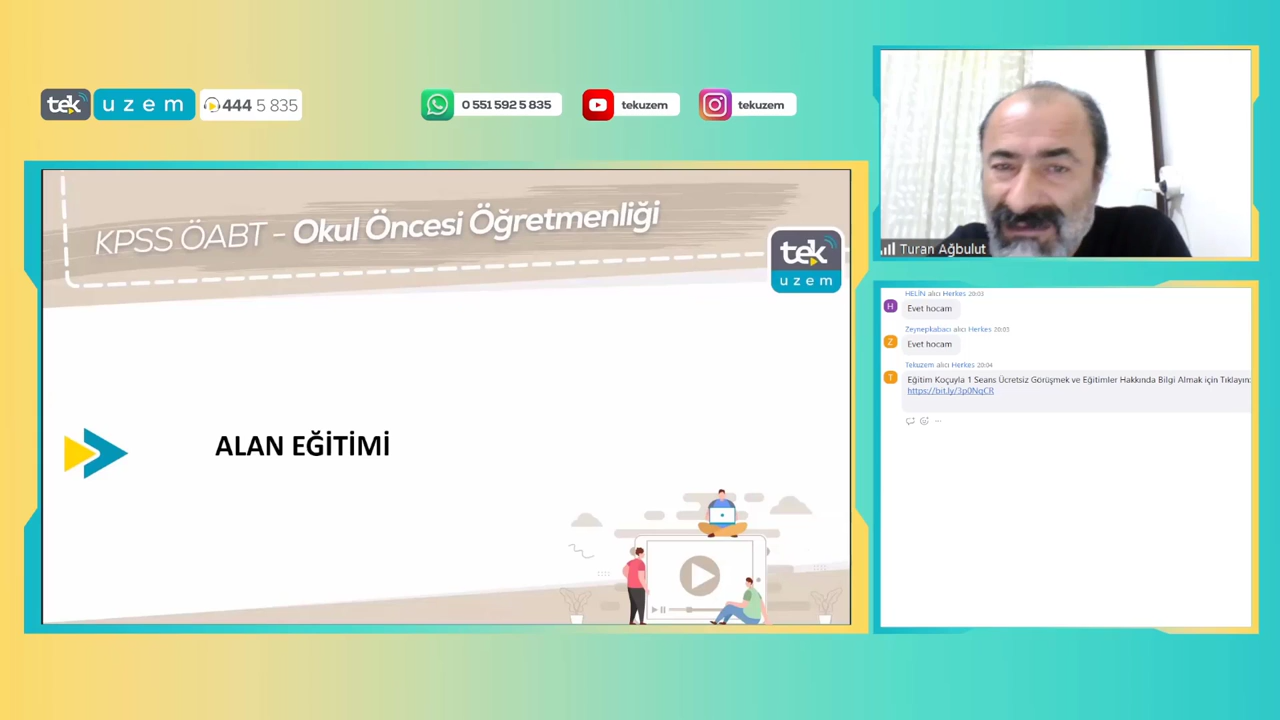 tek uzem 444 5 835
0 551 592 5 835
tekuzem
tekuzem
KPSS ÖABT – Okul Öncesi Öğretmenliği
tek
uzem
ALAN EĞİTİMİ
Turan Ağbulut
HELİN alıcı Herkes 20:03
H
Evet hocam
Zeynepkabacı alıcı Herkes 20:03
Z
Evet hocam
Tekuzem alıcı Herkes 20:04
T
Eğitim Koçuyla 1 Seans Ücretsiz Görüşmek ve Eğitimler Hakkında Bilgi Almak için Tıklayın:
https://bit.ly/3p0NqCR